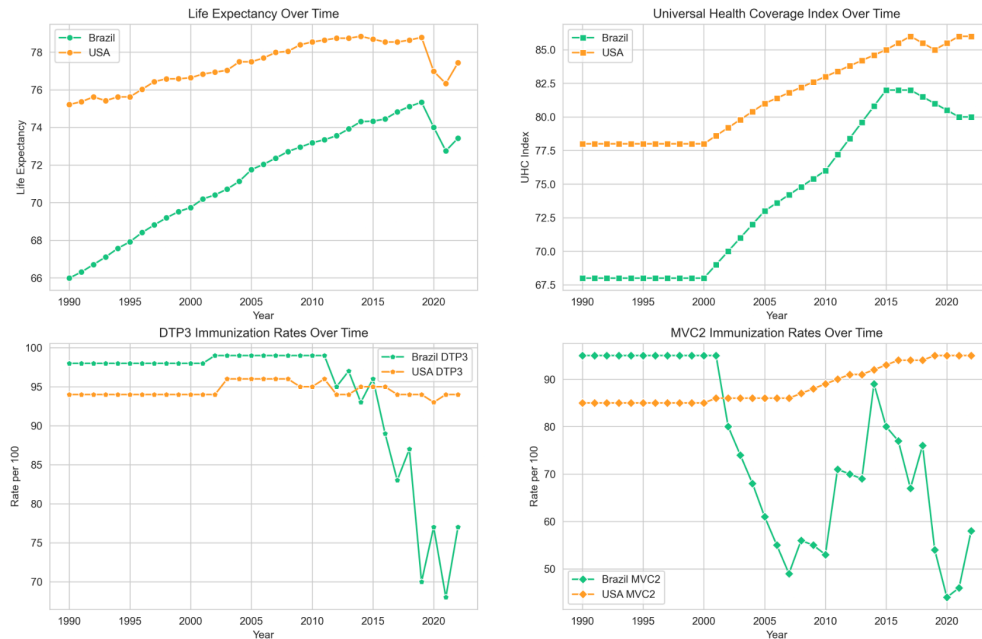 Life Expectancy Over Time
Life Expectancy
78
76
74
72
70
68
66
Brazil
USA
1990 1995 2000 2005 2010 2015 2020
Year
Universal Health Coverage Index Over Time
UHC Index
85.0
82.5
80.0
77.5
75.0
72.5
70.0
67.5
Brazil
USA
1990 1995 2000 2005 2010 2015 2020
Year
DTP3 Immunization Rates Over Time
Rate per 100
100
95
90
85
80
75
70
Brazil DTP3
USA DTP3
1990 1995 2000 2005 2010 2015 2020
Year
MVC2 Immunization Rates Over Time
Rate per 100
90
80
70
60
50
Brazil MVC2
USA MVC2
1990 1995 2000 2005 2010 2015 2020
Year